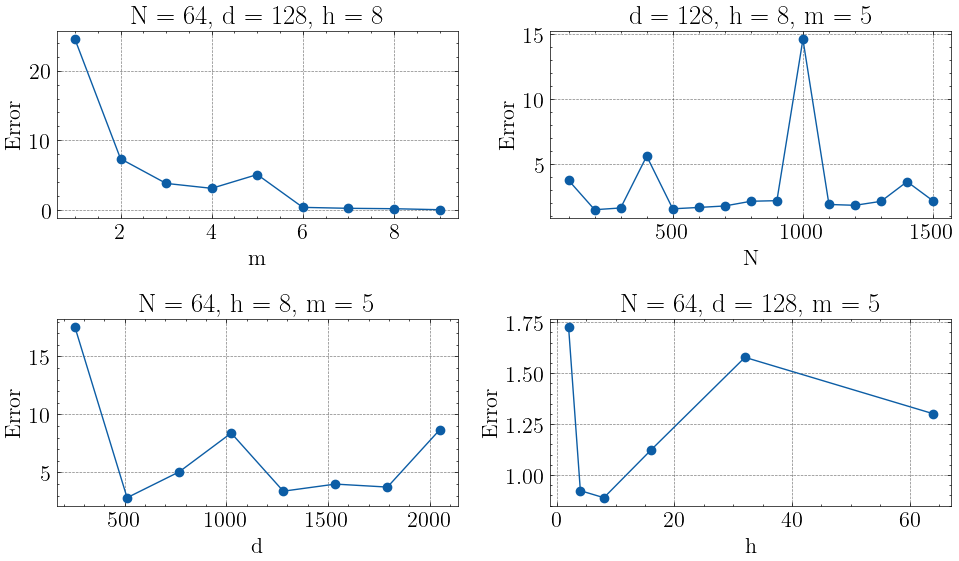 N = 64, d = 128, h = 8
Error
20
10
0
2
4
6
8
m
d = 128, h = 8, m = 5
Error
15
10
5
500
1000
1500
N
N = 64, h = 8, m = 5
Error
15
10
5
500
1000
1500
2000
d
N = 64, d = 128, m = 5
Error
1.75
1.50
1.25
1.00
0
20
40
60
h